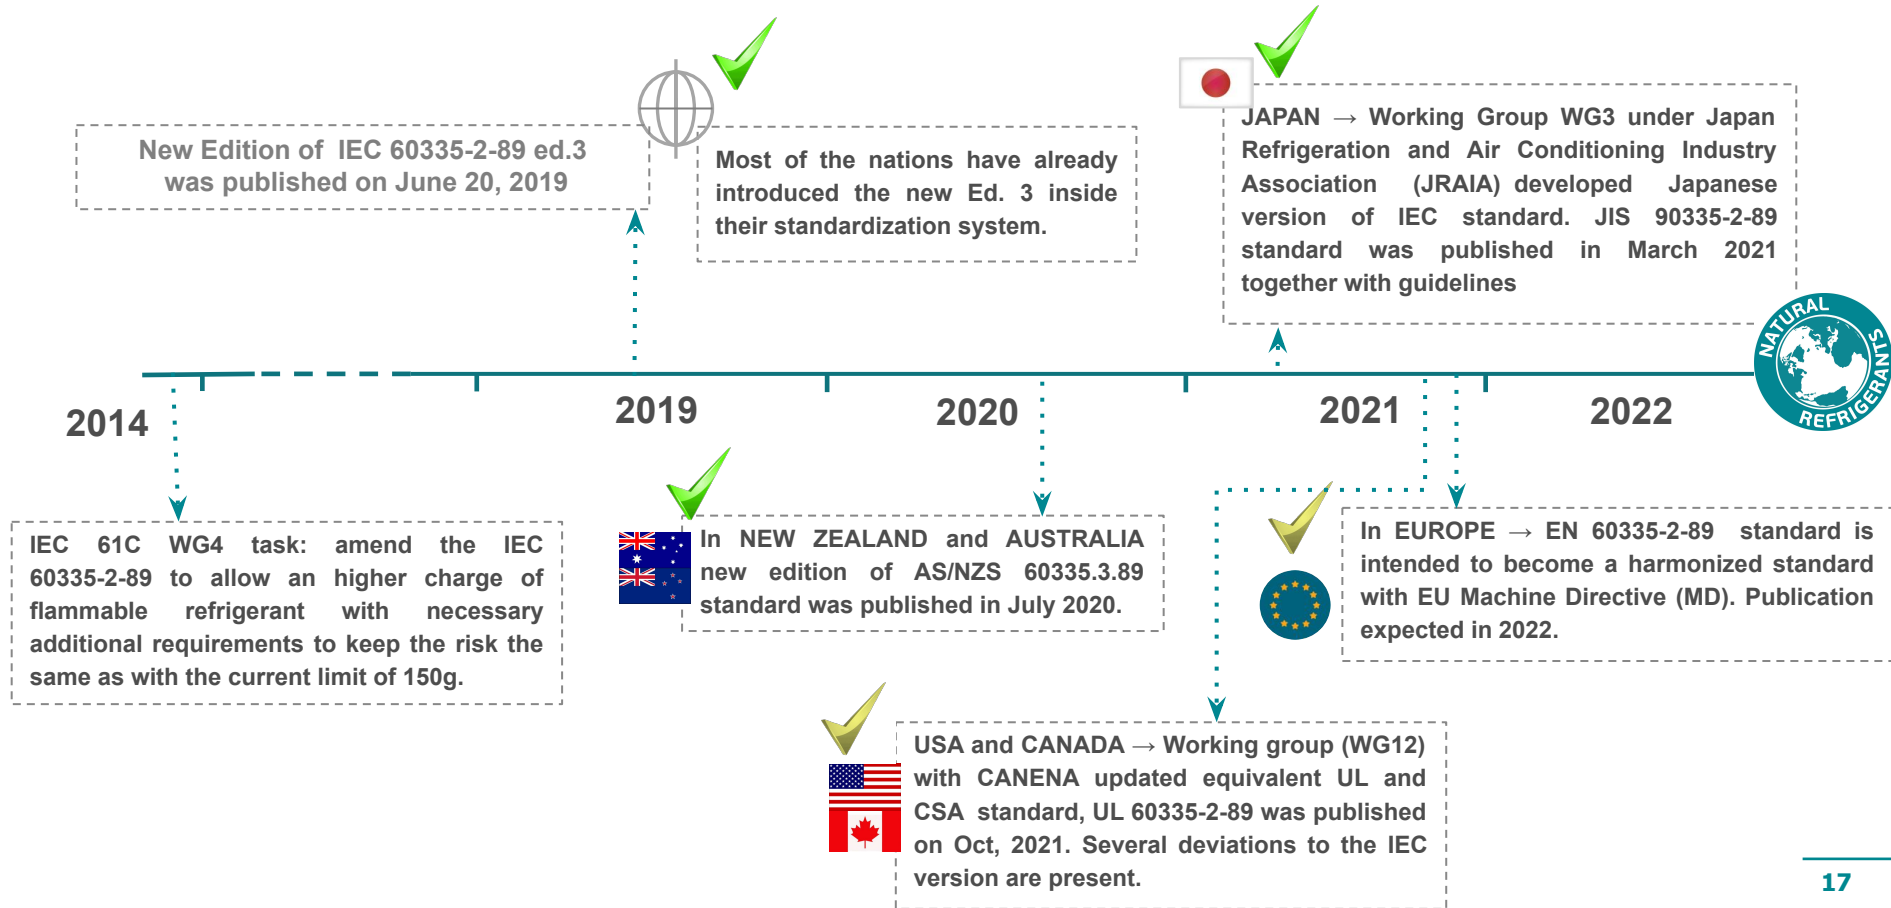 New Edition of IEC 60335-2-89 ed.3
was published on June 20, 2019
Most of the nations have already
introduced the new Ed. 3 inside
their standardization system.
JAPAN → Working Group WG3 under Japan
Refrigeration and Air Conditioning Industry
Association (JRAIA) developed Japanese
version of IEC standard. JIS 90335-2-89
standard was published in March 2021
together with guidelines
NATURAL
REFRIGERANTS
2014
2019
2020
2021
2022
IEC 61C WG4 task: amend the IEC
60335-2-89 to allow an higher charge of
flammable refrigerant with necessary
additional requirements to keep the risk the
same as with the current limit of 150g.
In NEW ZEALAND and AUSTRALIA
new edition of AS/NZS 60335.3.89
standard was published in July 2020.
In EUROPE → EN 60335-2-89 standard is
intended to become a harmonized standard
with EU Machine Directive (MD). Publication
expected in 2022.
USA and CANADA → Working group (WG12)
with CANENA updated equivalent UL and
CSA standard, UL 60335-2-89 was published
on Oct, 2021. Several deviations to the IEC
version are present.
17